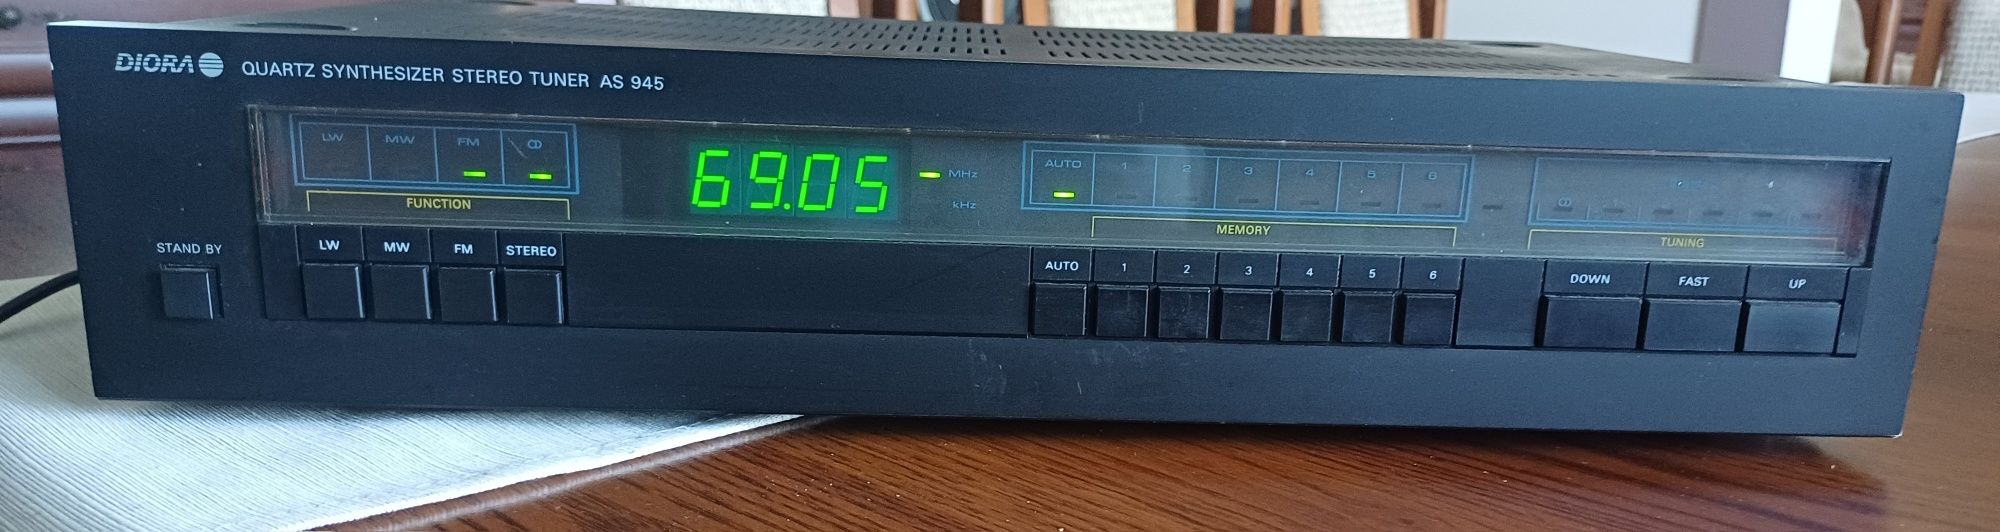 DIORA QUARTZ SYNTHESIZER STEREO TUNER AS 945
LW MW FM
FUNCTION
69.05 MHz
kHz
AUTO 1 2 3 4 5 6
MEMORY
TUNING
STAND BY
LW MW FM STEREO
AUTO 1 2 3 4 5 6
DOWN FAST UP